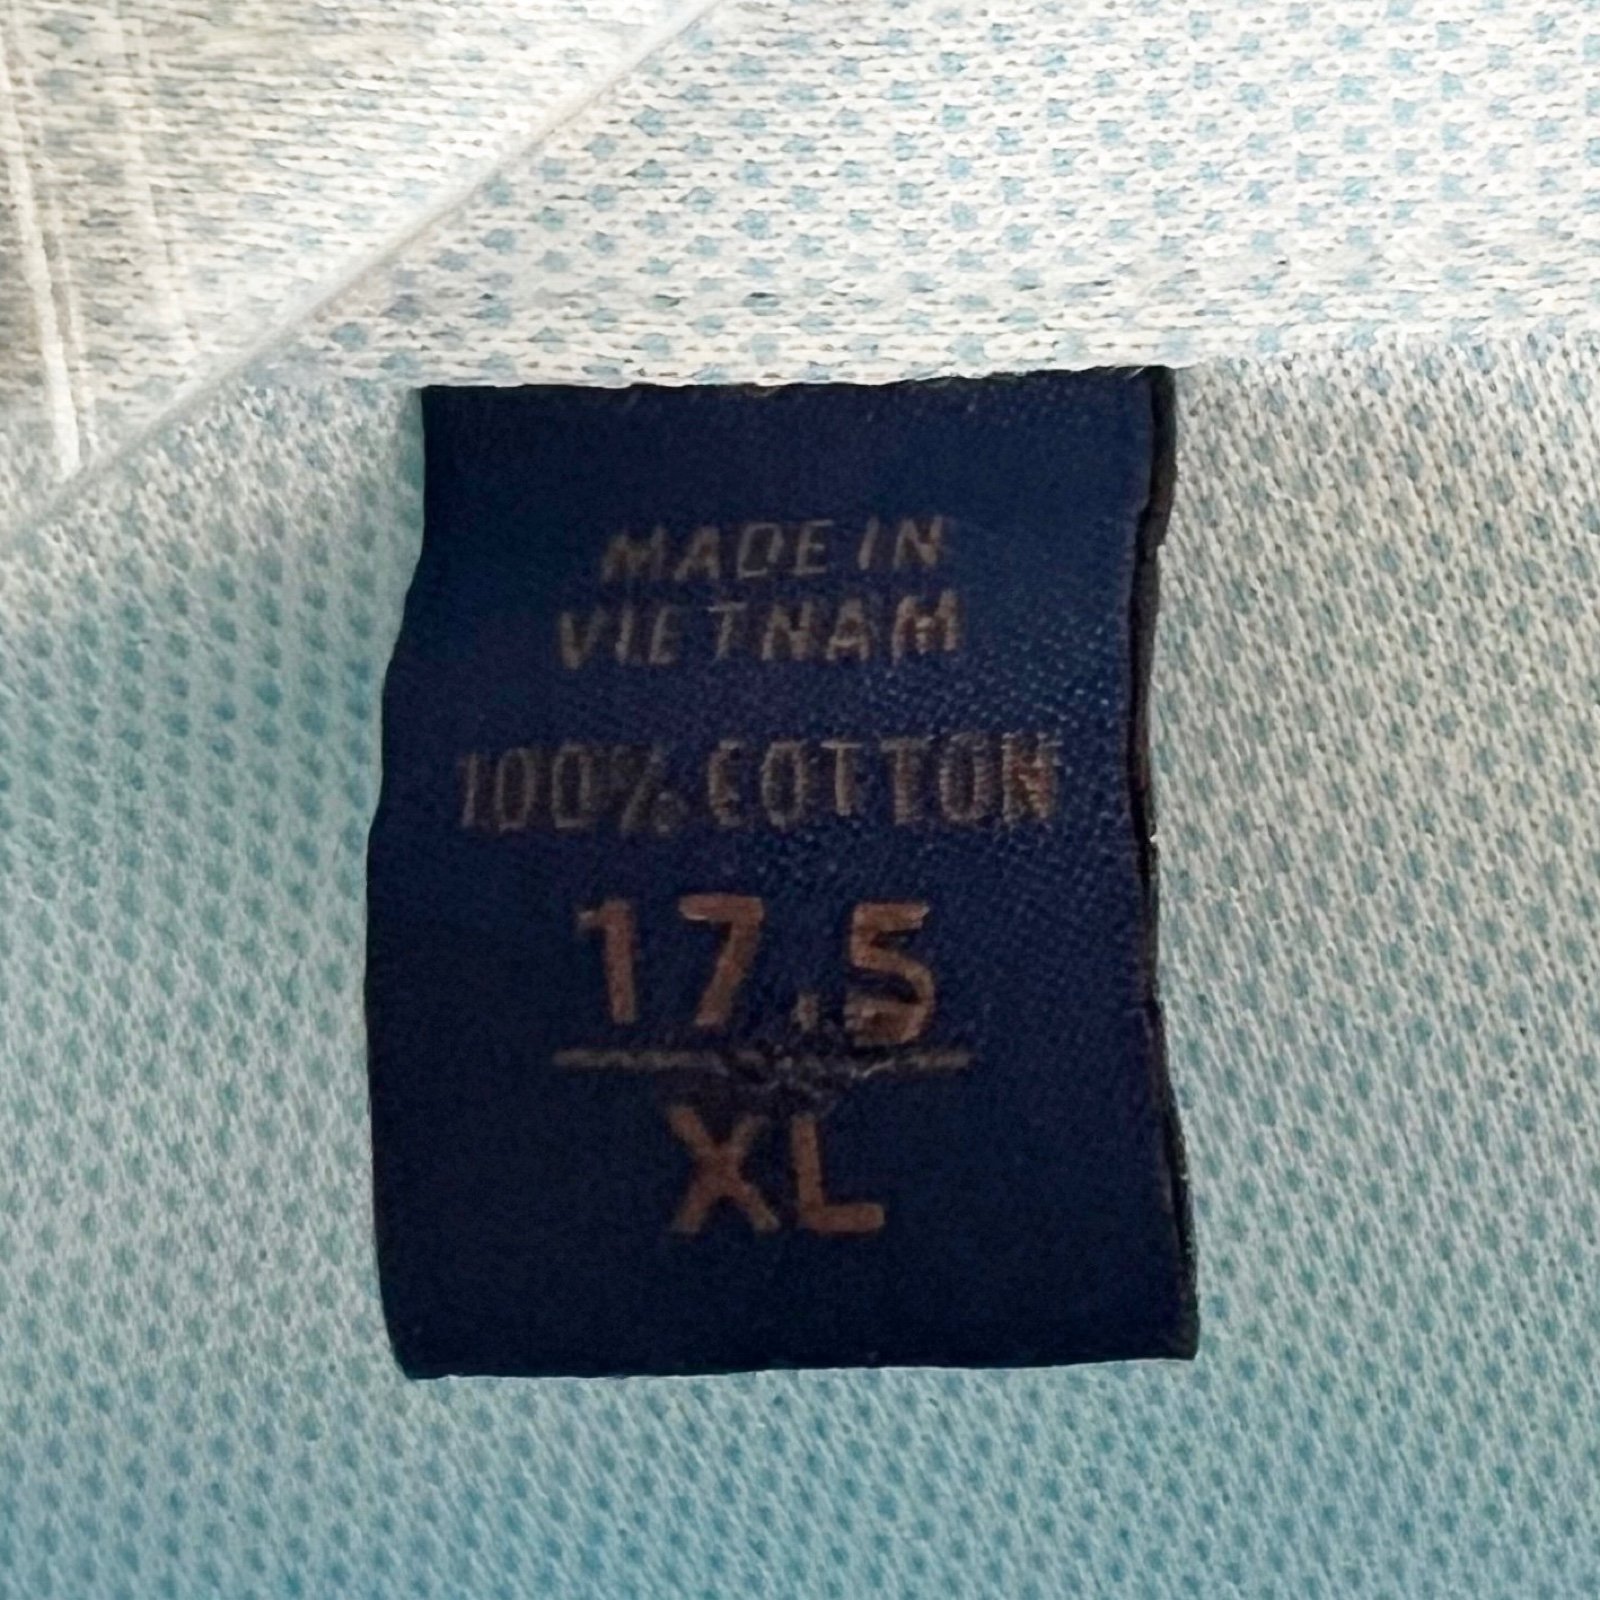 MADE IN
VIETNAM
100% COTTON
17.5
XL